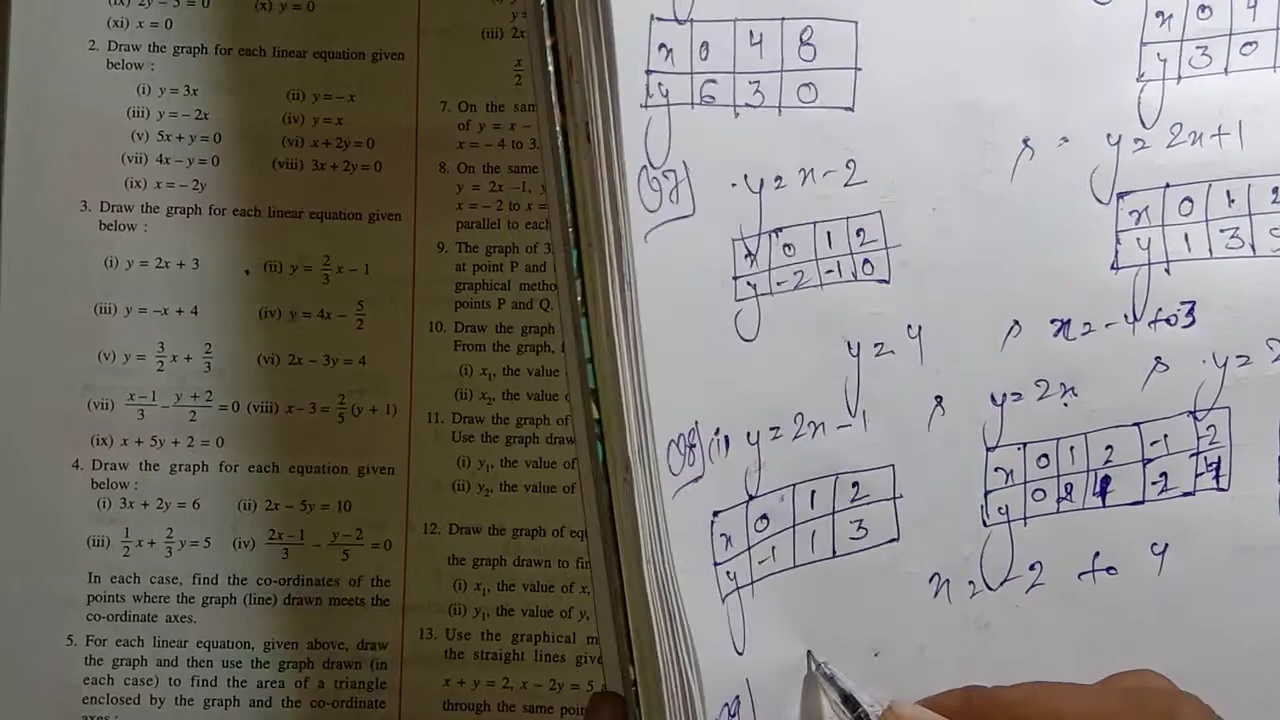 (ix) 2y − 5 = 0 (x) y = 0
(xi) x = 0
2. Draw the graph for each linear equation given
below :
(i) y = 3x (ii) y = − x
(iii) y = − 2x (iv) y = x
(v) 5x + y = 0 (vi) x + 2y = 0
(vii) 4x − y = 0 (viii) 3x + 2y = 0
(ix) x = − 2y
3. Draw the graph for each linear equation given
below :
(i) y = 2x + 3 (ii) y = 2/3 x − 1
(iii) y = −x + 4 (iv) y = 4x − 5/2
(v) y = 3/2 x + 2/3 (vi) 2x − 3y = 4
(vii) x−1/3 − y+2/2 = 0 (viii) x − 3 = 2/5 (y + 1)
(ix) x + 5y + 2 = 0
4. Draw the graph for each equation given
below :
(i) 3x + 2y = 6 (ii) 2x − 5y = 10
(iii) 1/2 x + 2/3 y = 5 (iv) 2x−1/3 − y−2/5 = 0
In each case, find the co-ordinates of the
points where the graph (line) drawn meets the
co-ordinate axes.
5. For each linear equation, given above, draw
the graph and then use the graph drawn (in
each case) to find the area of a triangle
enclosed by the graph and the co-ordinate
axes :
y =
(iii) 2x
x/2
7. On the sam
of y = x −
x = − 4 to 3.
8. On the same
y = 2x −1, y
x = − 2 to x =
parallel to each
9. The graph of 3
at point P and
graphical metho
points P and Q.
10. Draw the graph
From the graph,
(i) x₁, the value
(ii) x₂, the value
11. Draw the graph of
Use the graph draw
(i) y₁, the value of
(ii) y₂, the value of
12. Draw the graph of equ
the graph drawn to fin
(i) x₁, the value of x,
(ii) y₁, the value of y,
13. Use the graphical m
the straight lines give
x + y = 2, x − 2y = 5
through the same poin
x 0 4 8
y 6 3 0
x 0 4
y 3 0
Q7) y = x − 2
x 0 1 2
y −2 −1 0
y = 2x + 1
x 0 1 2
y 1 3 5
y = 4
x = −4 to 3
Q8) (i) y = 2x − 1
x 0 1 2
y −1 1 3
y = 2x
x 0 1 2 −1 −2
y 0 2 4 −2 −4
y = 2
x = −2 to 4
Q9)